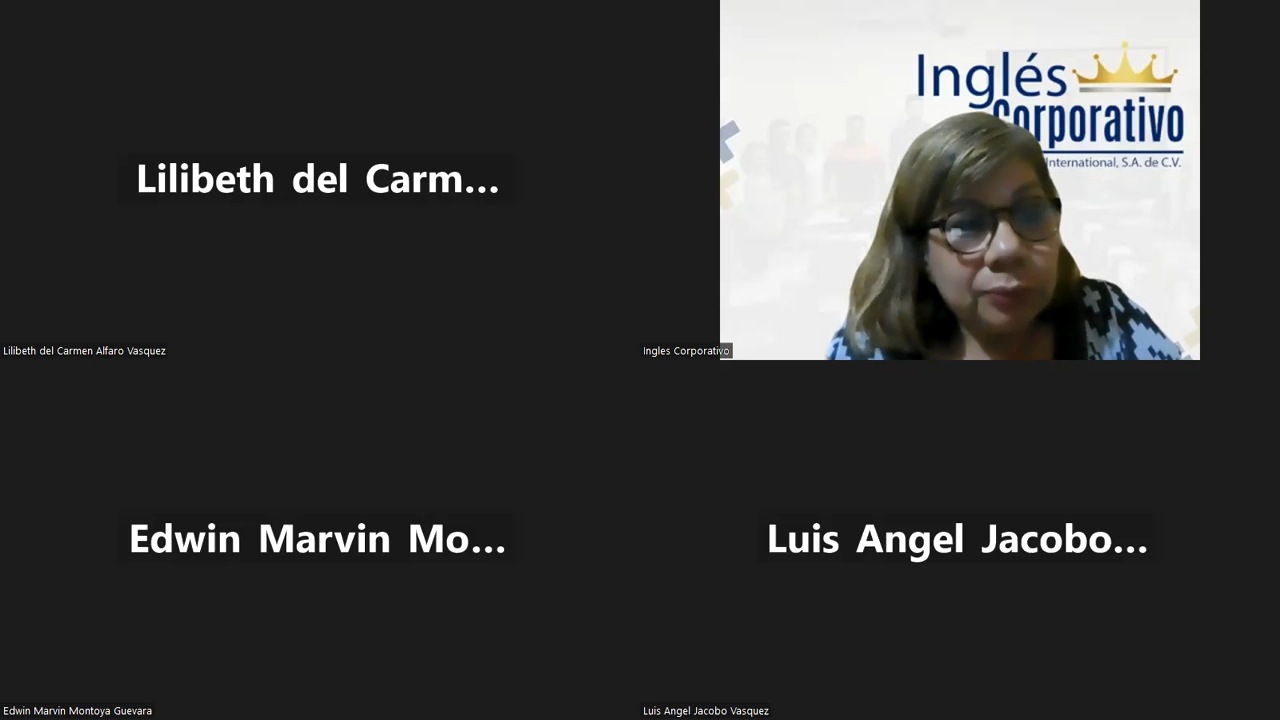 Lilibeth del Carm...
Lilibeth del Carmen Alfaro Vasquez
Inglés
Corporativo
International, S.A. de C.V.
Ingles Corporativo
Edwin Marvin Mo...
Edwin Marvin Montoya Guevara
Luis Angel Jacobo...
Luis Angel Jacobo Vasquez